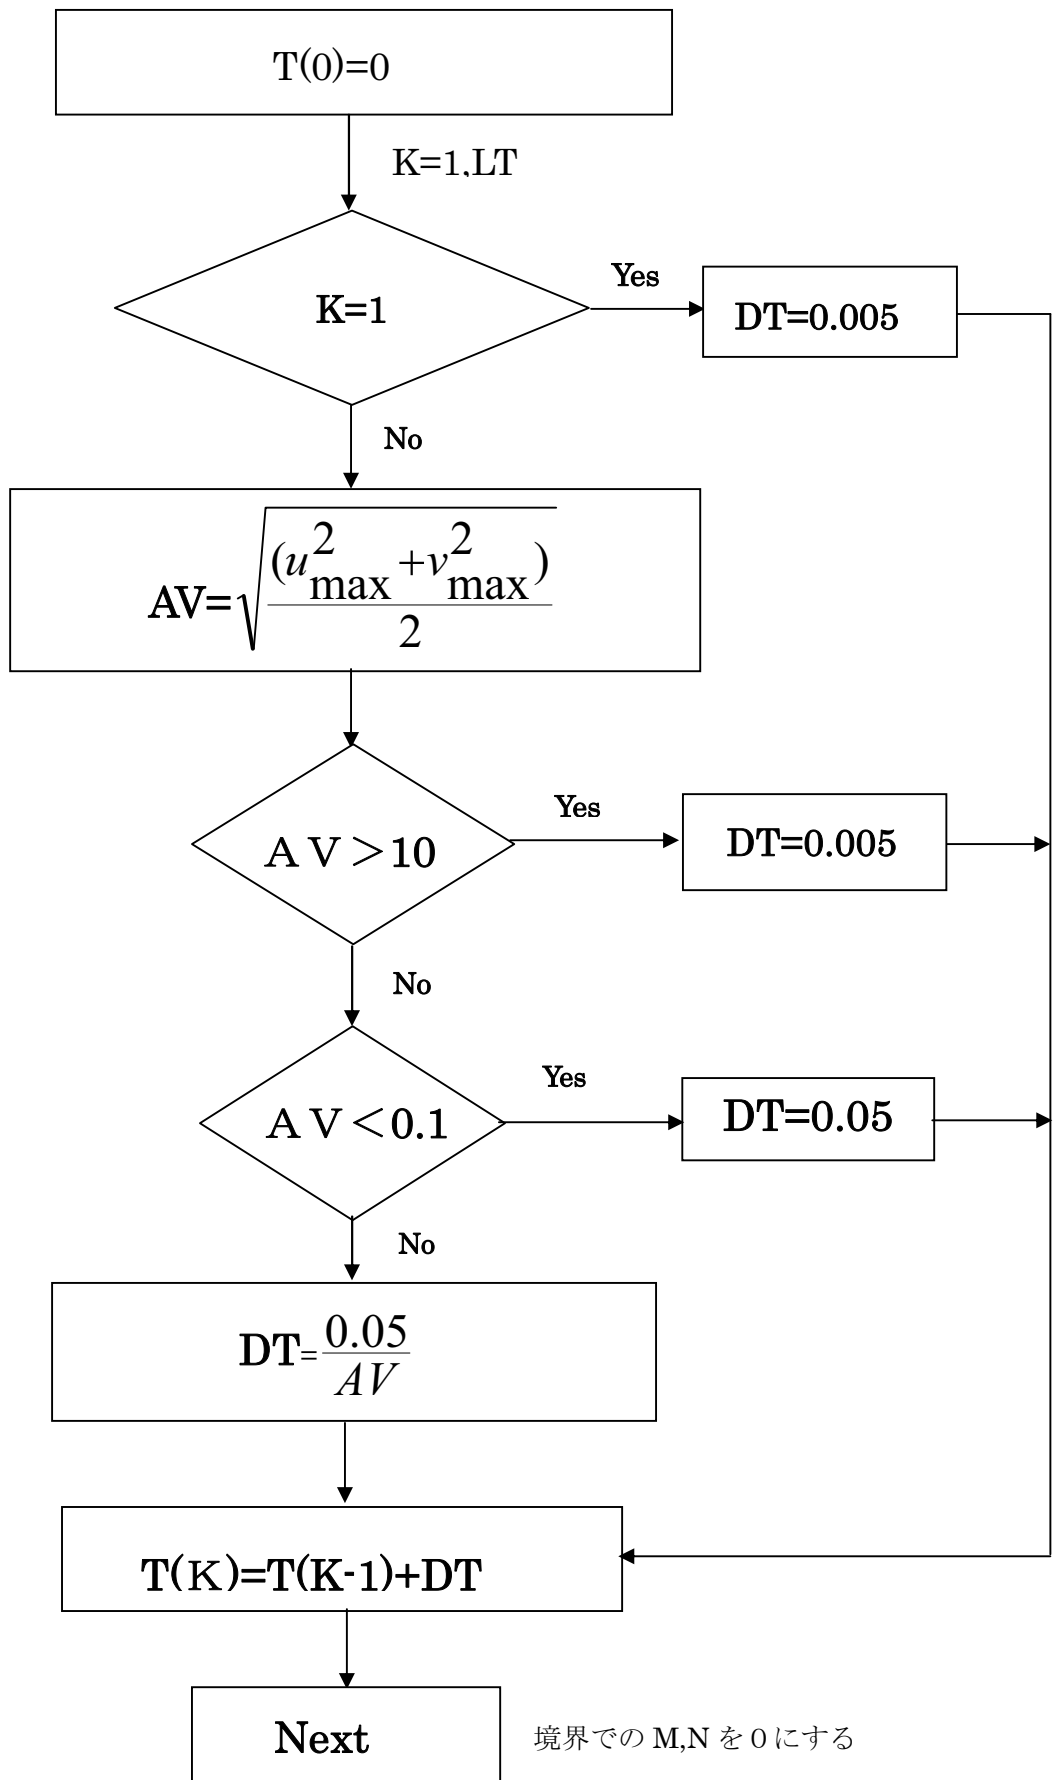 T(0)=0
K=1,LT
K=1
Yes
DT=0.005
No
AV=√((u²max+v²max)/2)
ＡＶ＞10
Yes
DT=0.005
No
ＡＶ＜0.1
Yes
DT=0.05
No
DT=0.05/AV
T(Ｋ)=T(K-1)+DT
Next
境界での M,N を０にする